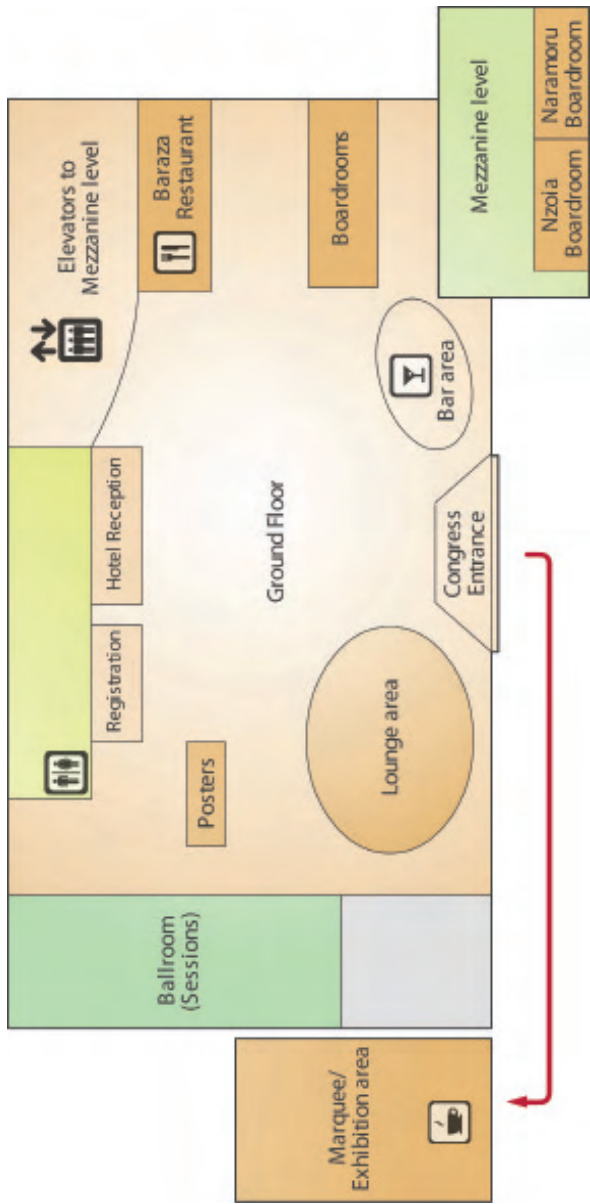 Elevators to
Mezzanine level
Hotel Reception
Registration
Ballroom
(Sessions)
Baraza
Restaurant
Posters
Ground Floor
Marquee/
Exhibition area
Boardrooms
Lounge area
Bar area
Congress
Entrance
Mezzanine level
Nzoia
Boardroom
Naramoru
Boardroom